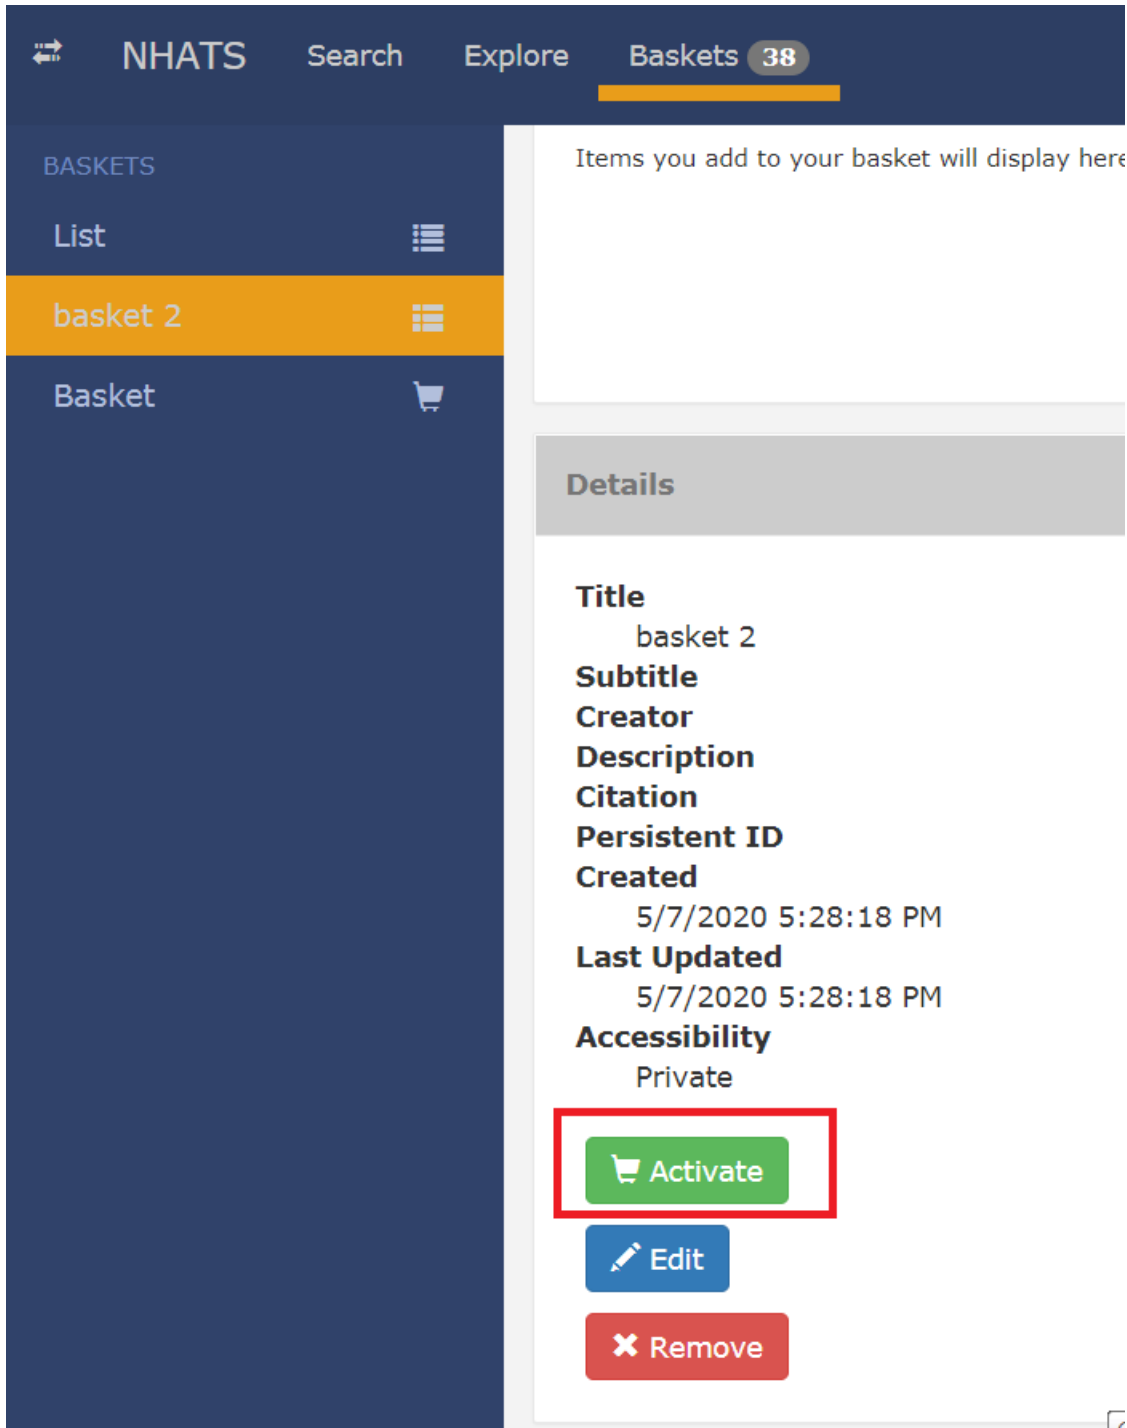 NHATS Search Explore Baskets 38
BASKETS
List
basket 2
Basket
Items you add to your basket will display here
Details
Title
basket 2
Subtitle
Creator
Description
Citation
Persistent ID
Created
5/7/2020 5:28:18 PM
Last Updated
5/7/2020 5:28:18 PM
Accessibility
Private
Activate
Edit
Remove